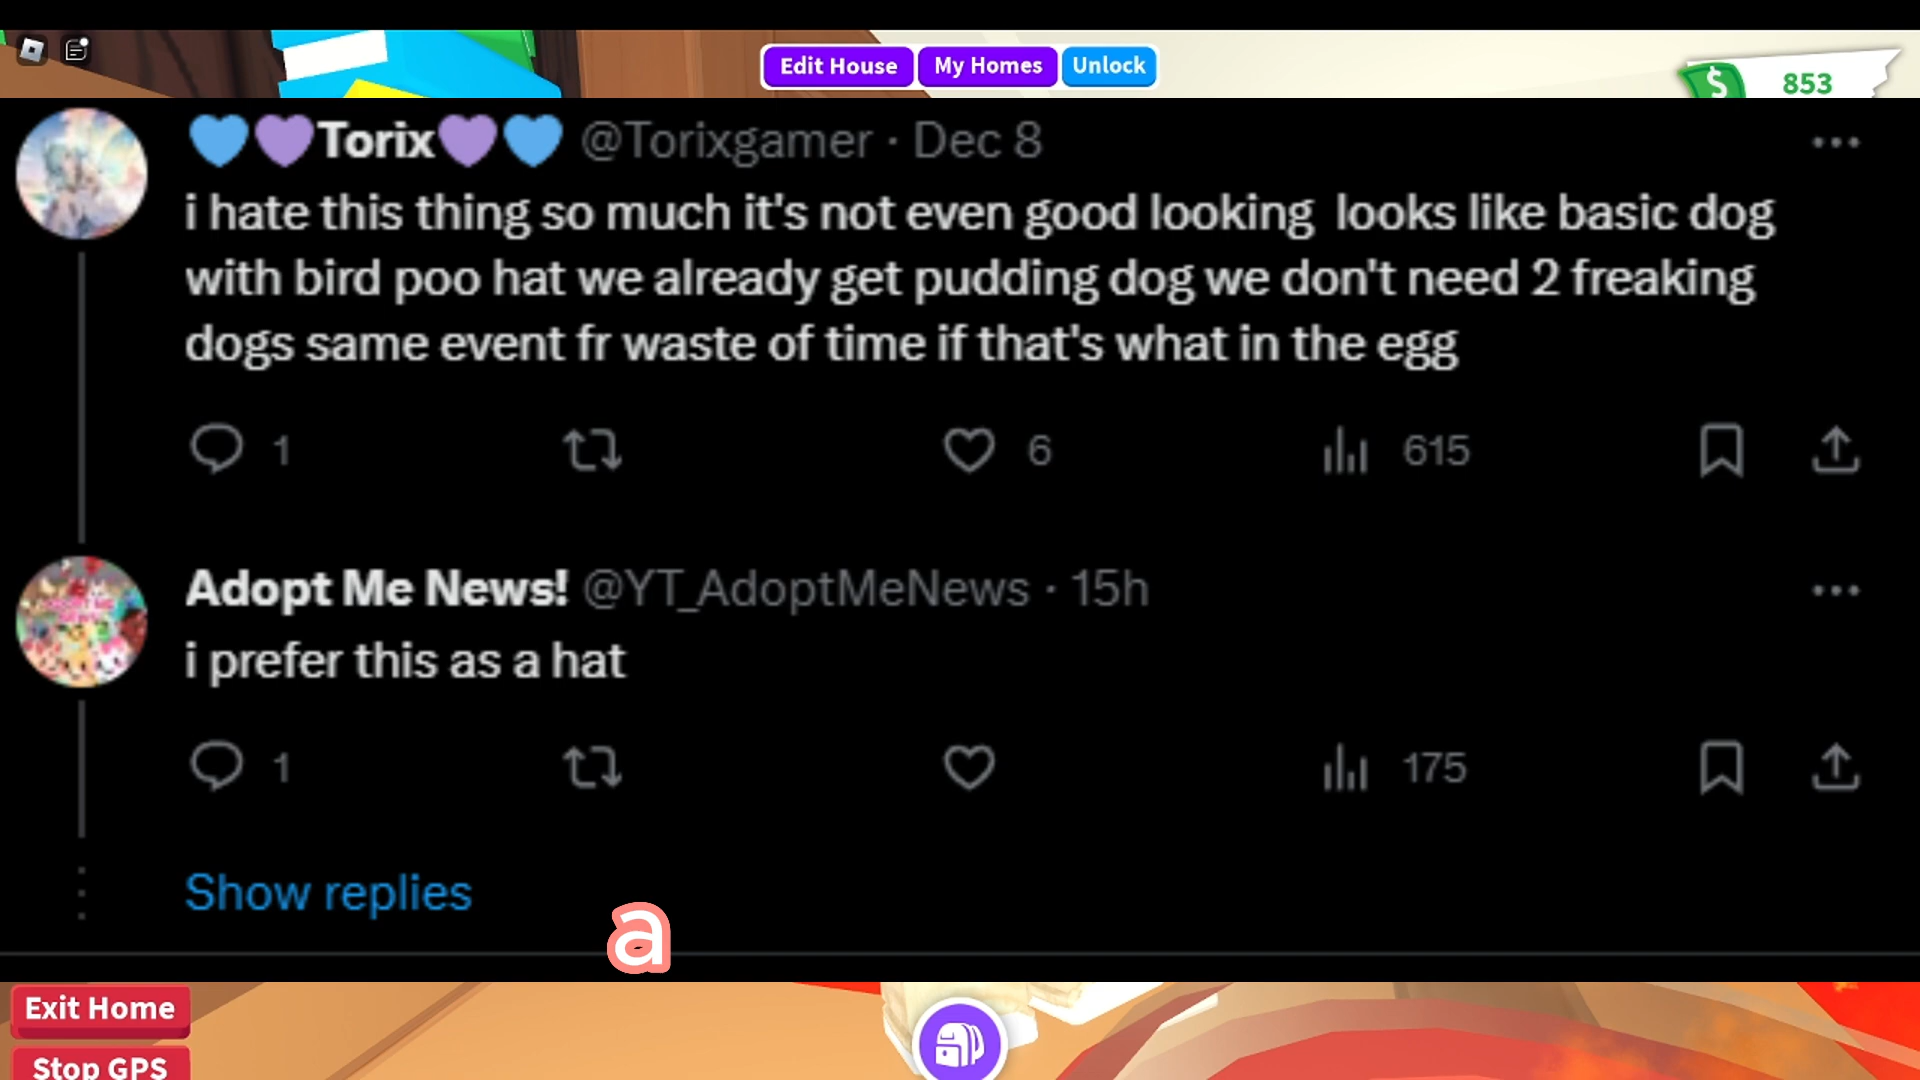 Edit House My Homes Unlock
853
💙💜Torix💜💙 @Torixgamer · Dec 8
i hate this thing so much it's not even good looking  looks like basic dog
with bird poo hat we already get pudding dog we don't need 2 freaking
dogs same event fr waste of time if that's what in the egg
1 6 615
Adopt Me News! @YT_AdoptMeNews · 15h
i prefer this as a hat
1 175
Show replies
a
Exit Home
Stop GPS